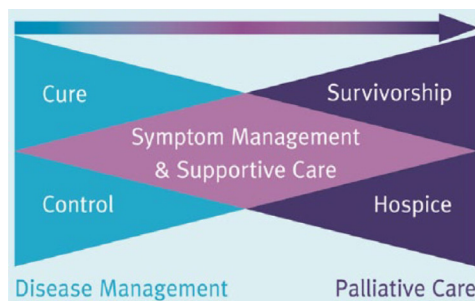 Cure
Survivorship
Symptom Management
& Supportive Care
Control
Hospice
Disease Management
Palliative Care